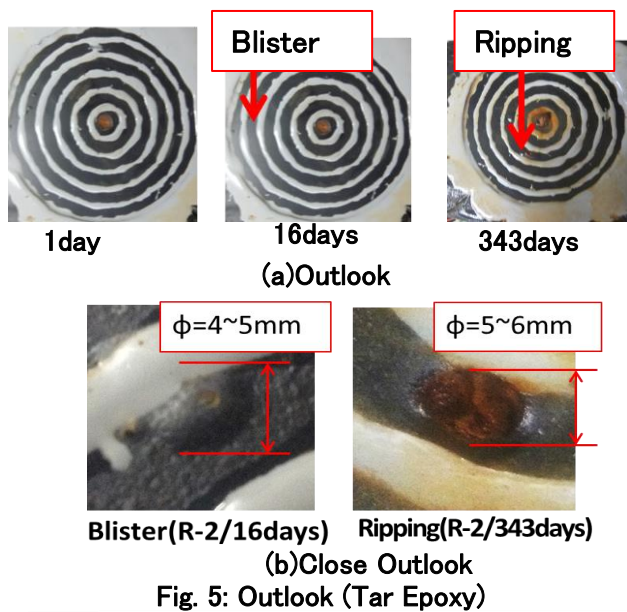 Blister
Ripping
1day
16days
343days
(a)Outlook
ϕ=4~5mm
ϕ=5~6mm
Blister(R-2/16days)
Ripping(R-2/343days)
(b)Close Outlook
Fig. 5: Outlook (Tar Epoxy)